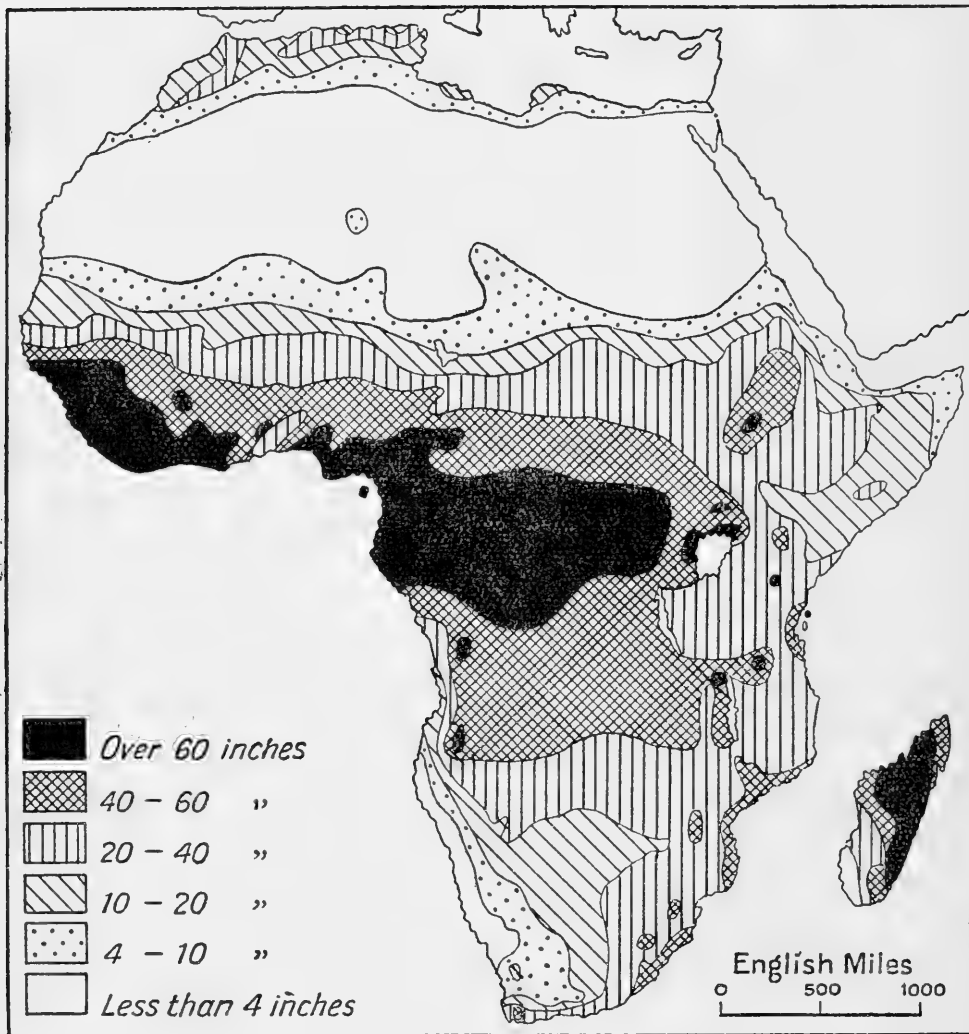 Over 60 inches
40 – 60 „
20 – 40 „
10 – 20 „
4 – 10 „
Less than 4 inches
English Miles
0 500 1000